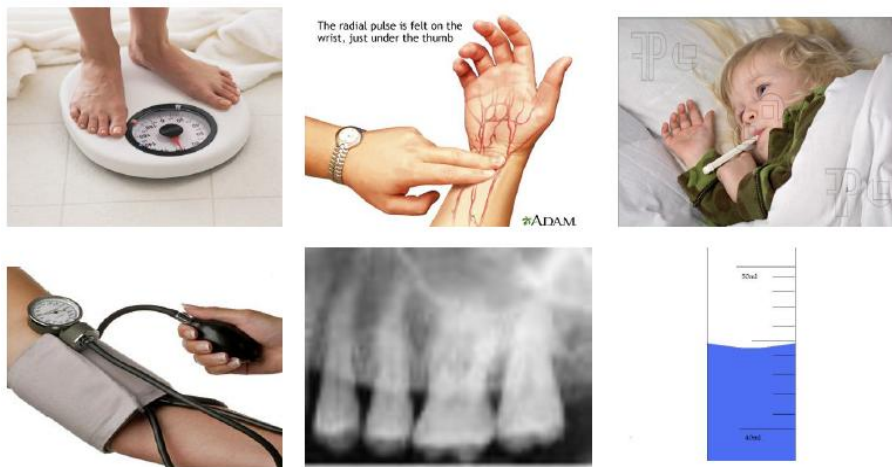 The radial pulse is felt on the
wrist, just under the thumb
ADAM
50ml
40ml